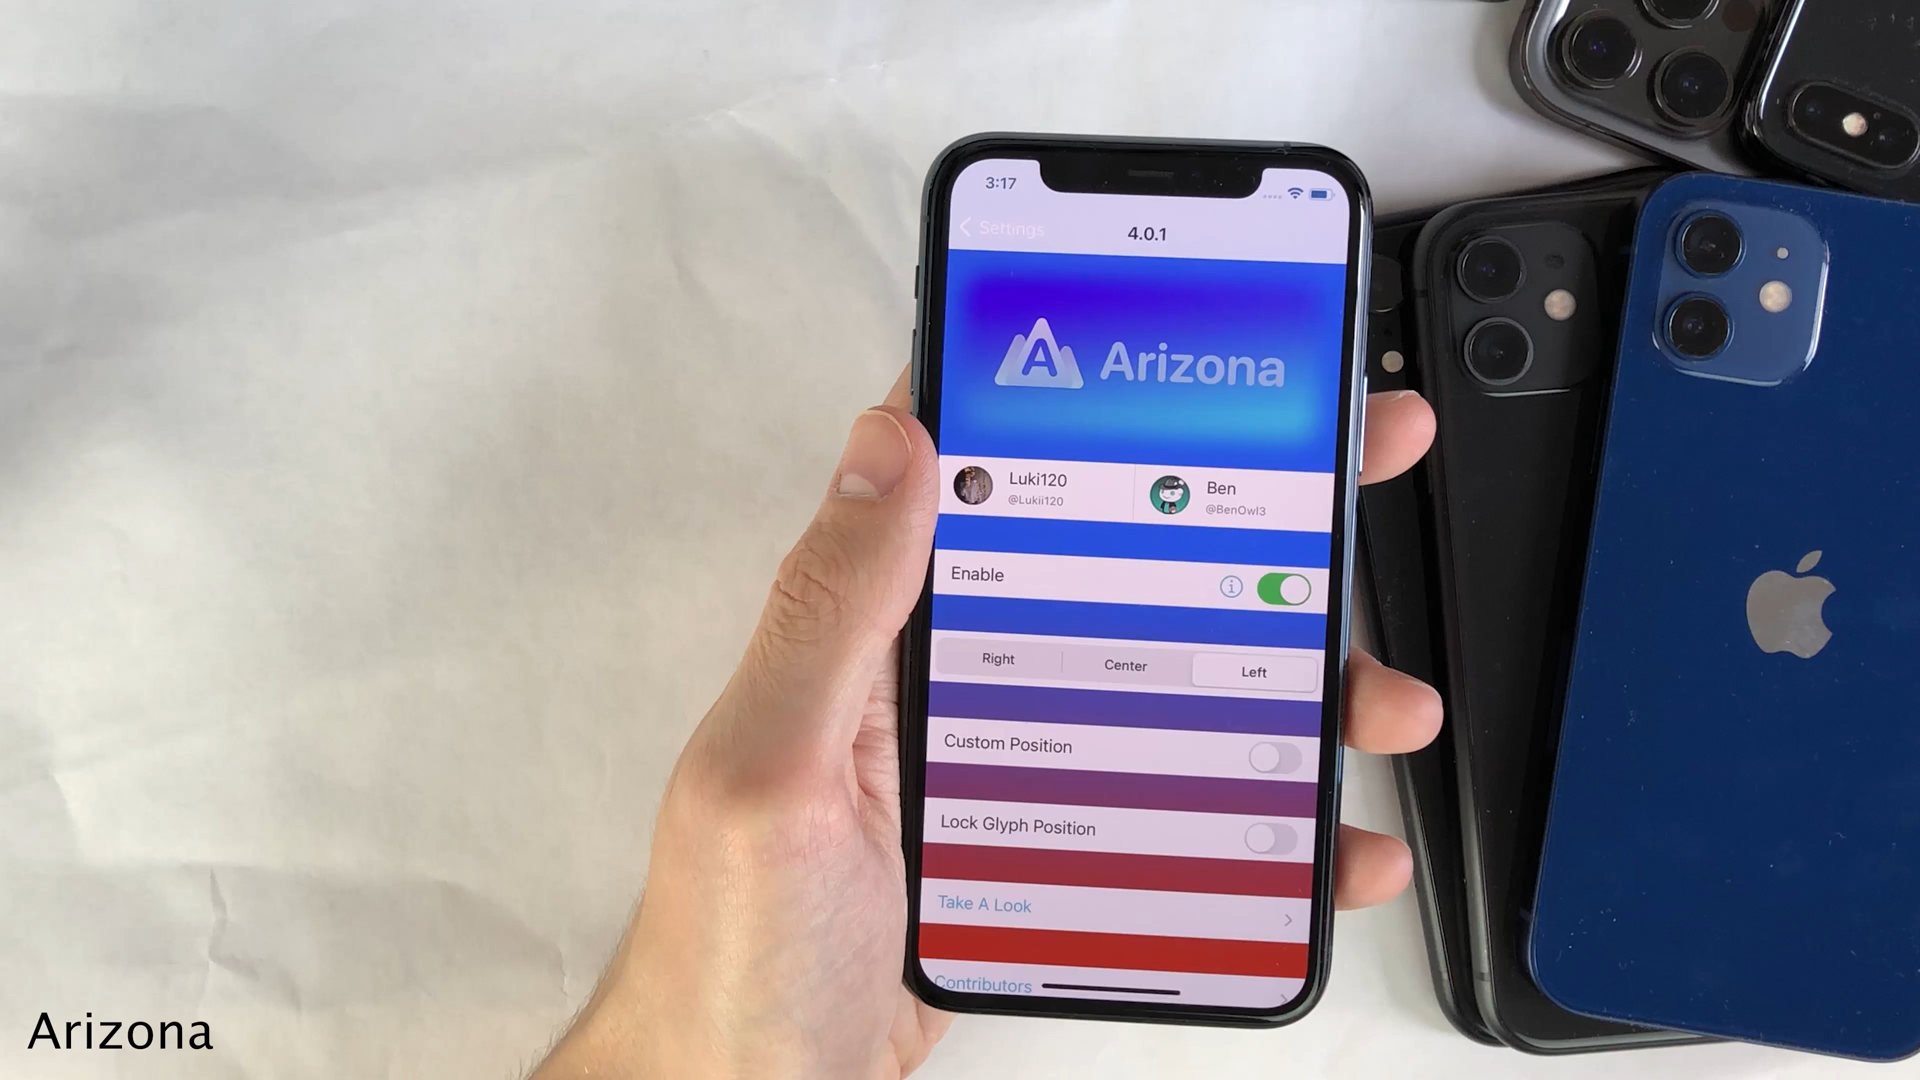 3:17
Settings
4.0.1
A Arizona
Luki120
@Lukii120
Ben
@BenOwl3
Enable
Right
Center
Left
Custom Position
Lock Glyph Position
Take A Look
Contributors
Arizona